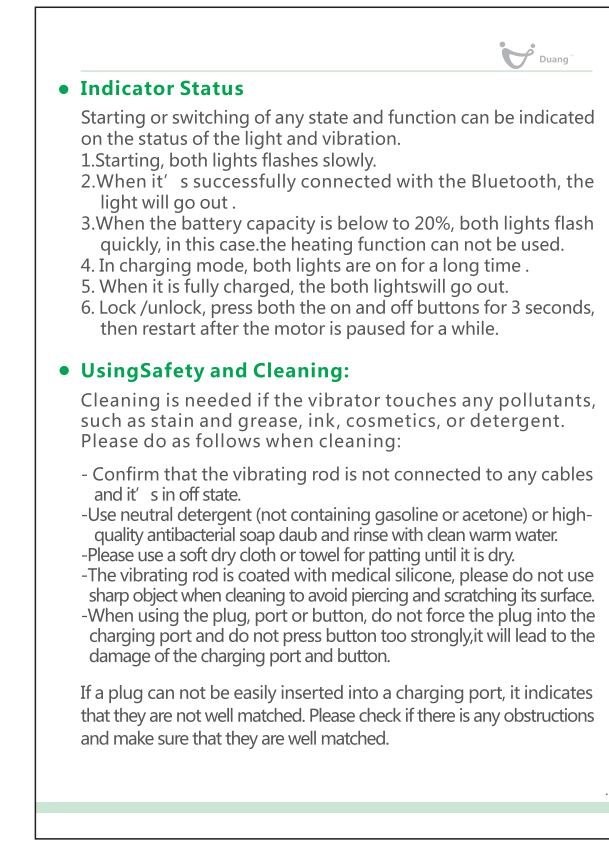 Duang
Indicator Status
Starting or switching of any state and function can be indicated
on the status of the light and vibration.
1.Starting, both lights flashes slowly.
2.When it’ s successfully connected with the Bluetooth, the
light will go out .
3.When the battery capacity is below to 20%, both lights flash
quickly, in this case.the heating function can not be used.
4. In charging mode, both lights are on for a long time .
5. When it is fully charged, the both lightswill go out.
6. Lock /unlock, press both the on and off buttons for 3 seconds,
then restart after the motor is paused for a while.
UsingSafety and Cleaning:
Cleaning is needed if the vibrator touches any pollutants,
such as stain and grease, ink, cosmetics, or detergent.
Please do as follows when cleaning:
- Confirm that the vibrating rod is not connected to any cables
and it’ s in off state.
-Use neutral detergent (not containing gasoline or acetone) or high-
quality antibacterial soap daub and rinse with clean warm water.
-Please use a soft dry cloth or towel for patting until it is dry.
-The vibrating rod is coated with medical silicone, please do not use
sharp object when cleaning to avoid piercing and scratching its surface.
-When using the plug, port or button, do not force the plug into the
charging port and do not press button too strongly,it will lead to the
damage of the charging port and button.
If a plug can not be easily inserted into a charging port, it indicates
that they are not well matched. Please check if there is any obstructions
and make sure that they are well matched.